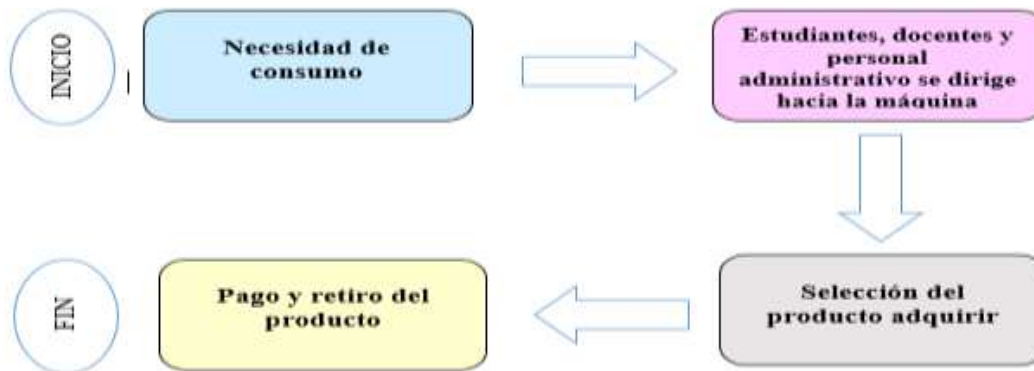 INICIO
Necesidad de
consumo
Estudiantes, docentes y
personal
administrativo se dirige
hacia la máquina
Selección del
producto adquirir
Pago y retiro del
producto
FIN